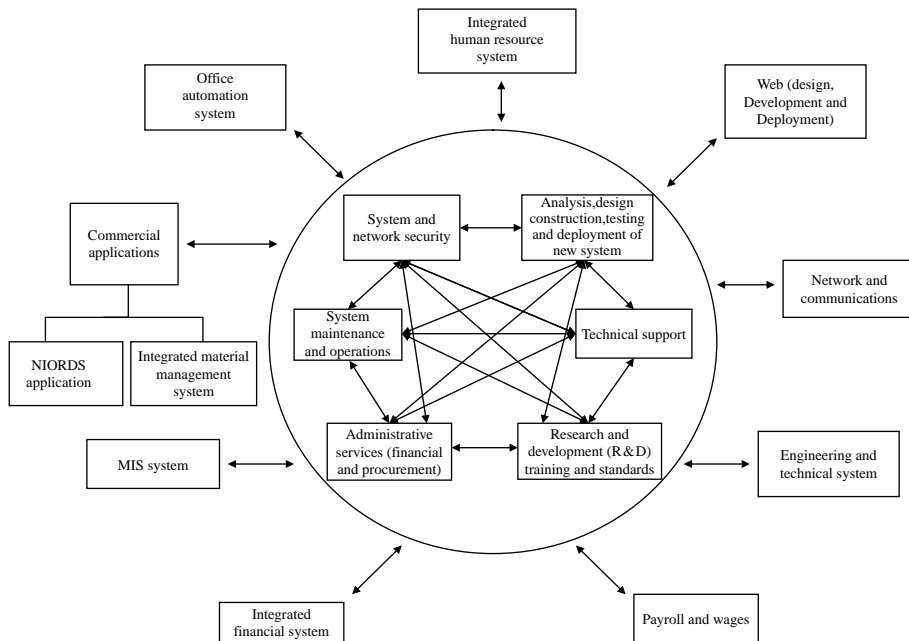 Integrated
human resource
system
Office
automation
system
Web (design,
Development and
Deployment)
System and
network security
Analysis,design
construction,testing
and deployment of
new system
Commercial
applications
Network and
communications
System
maintenance
and operations
Technical support
NIORDS
application
Integrated material
management
system
Administrative
services (financial
and procurement)
Research and
development (R&D)
training and standards
MIS system
Engineering and
technical system
Integrated
financial system
Payroll and wages